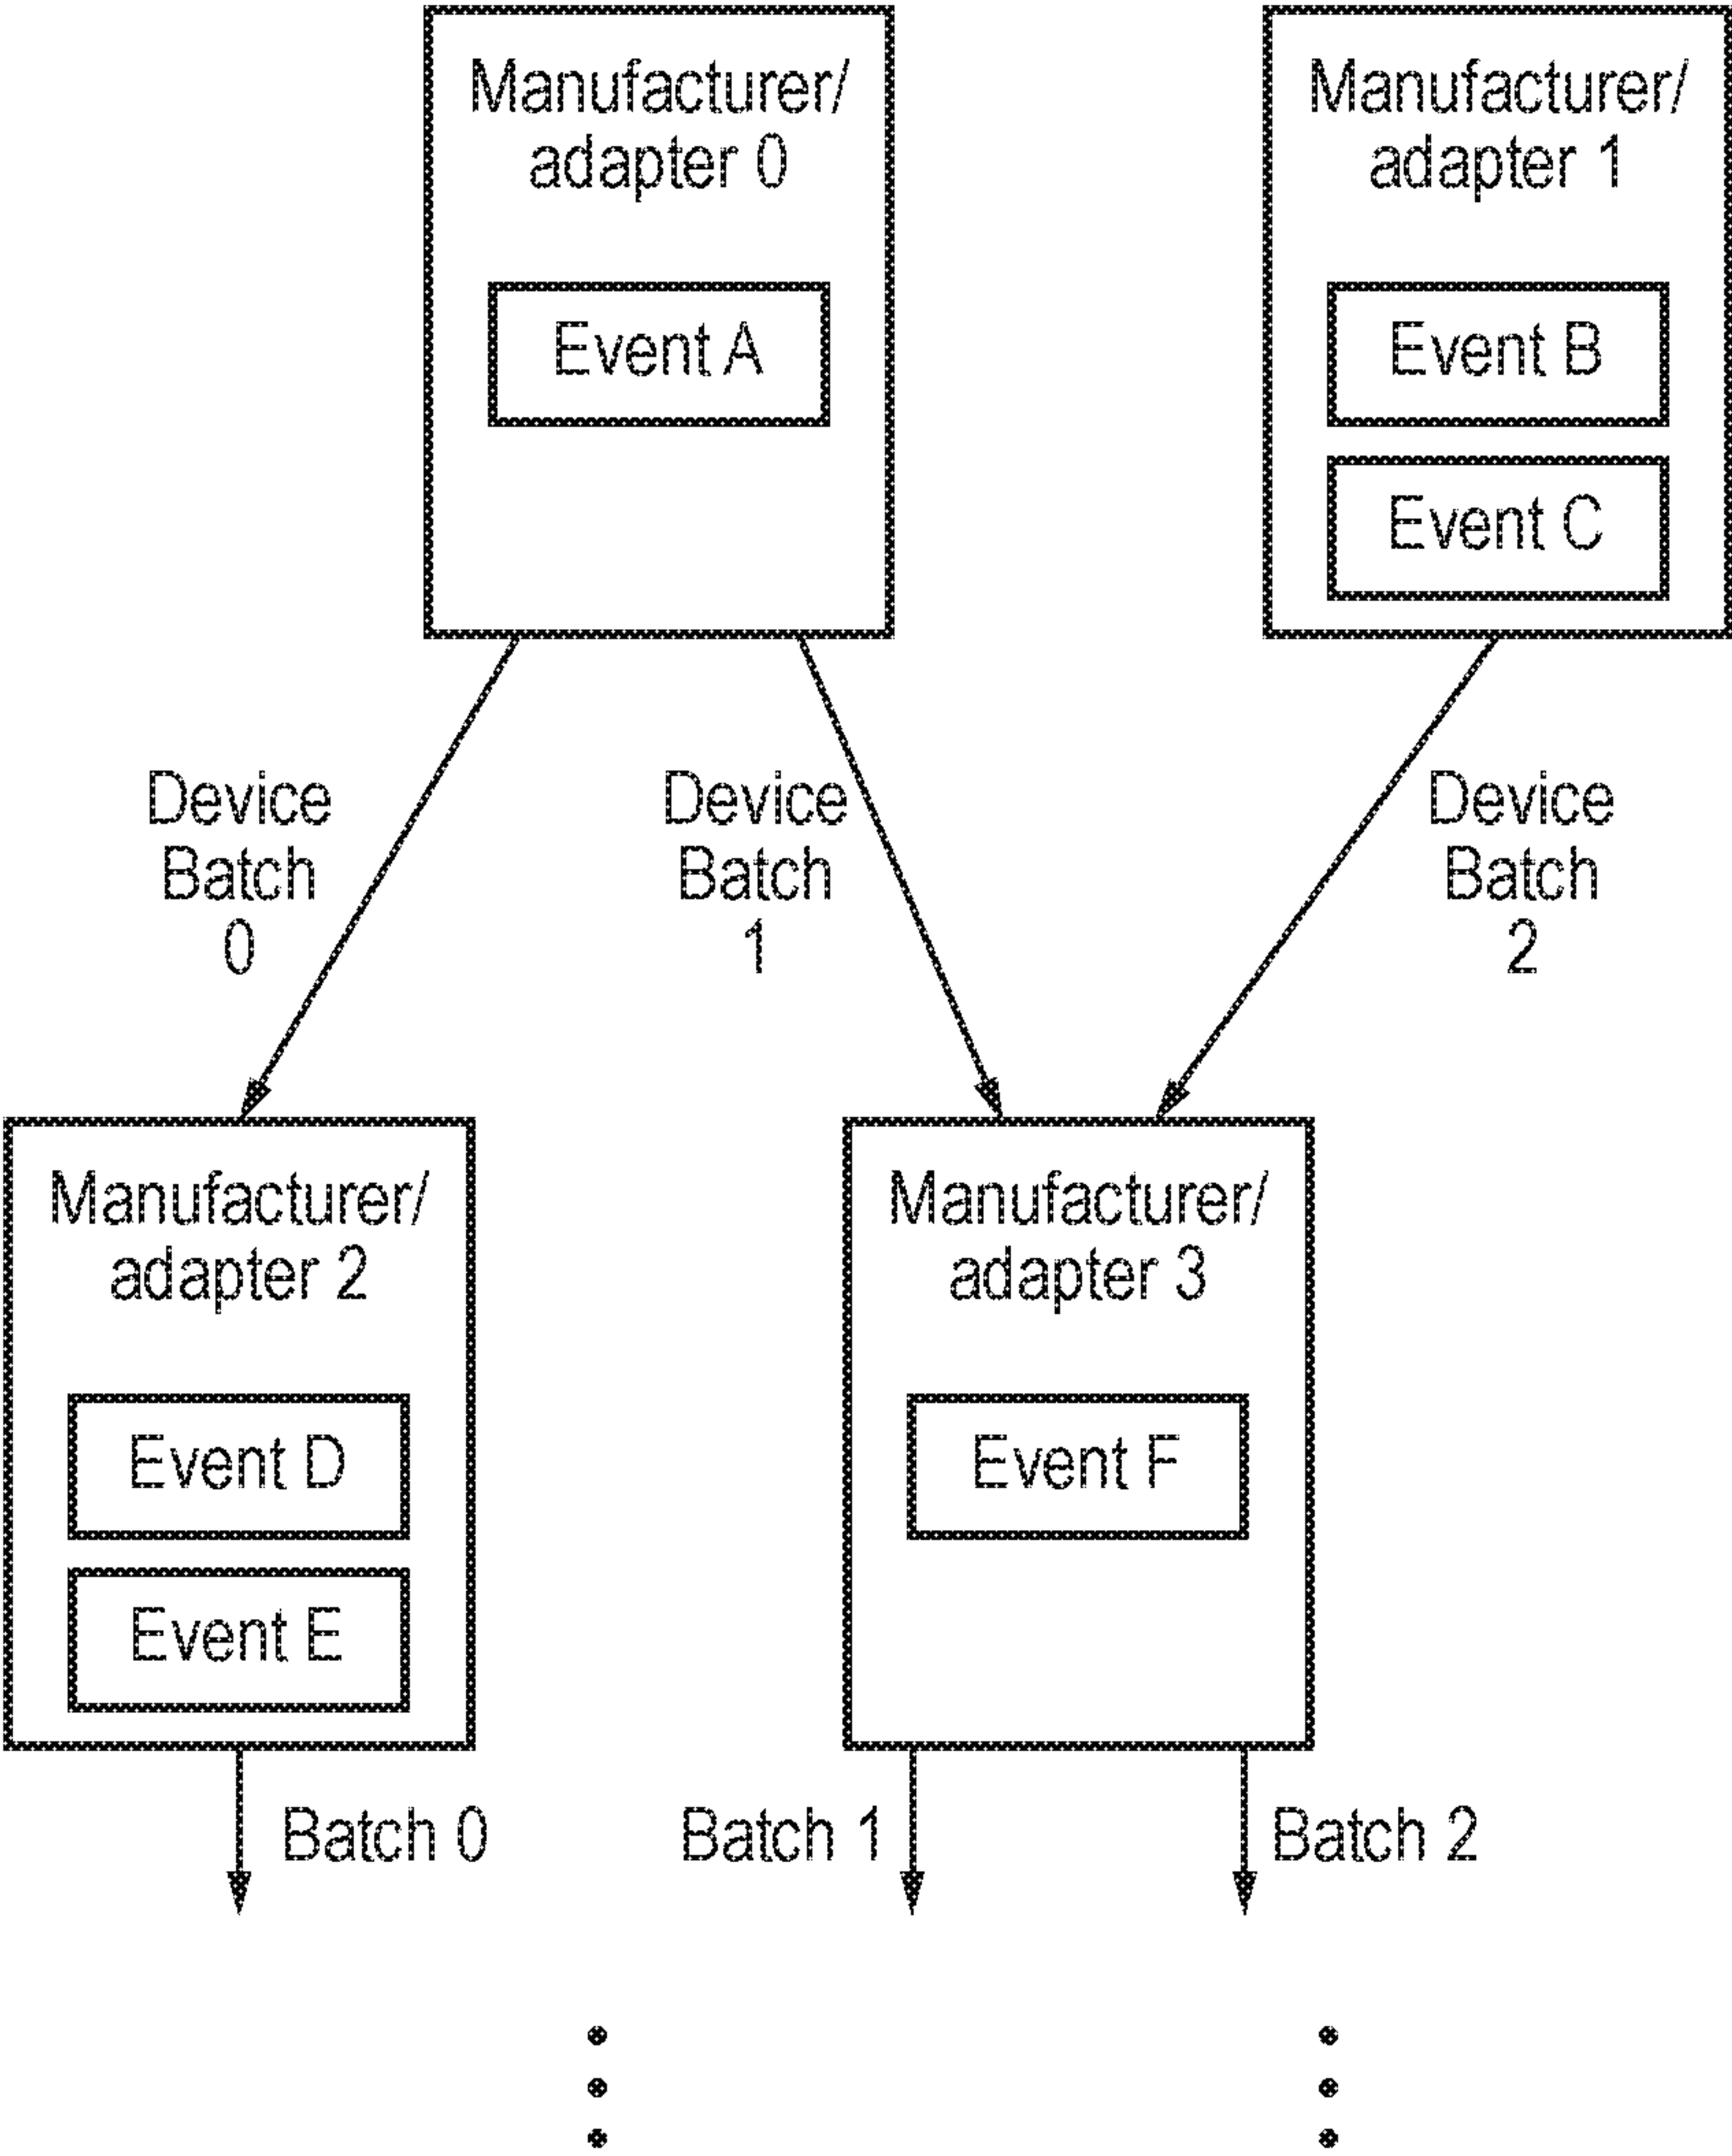 Manufacturer/
adapter 0
Event A
Manufacturer/
adapter 1
Event B
Event C
Device
Batch
0
Device
Batch
1
Device
Batch
2
Manufacturer/
adapter 2
Event D
Event E
Manufacturer/
adapter 3
Event F
Batch 0
Batch 1
Batch 2